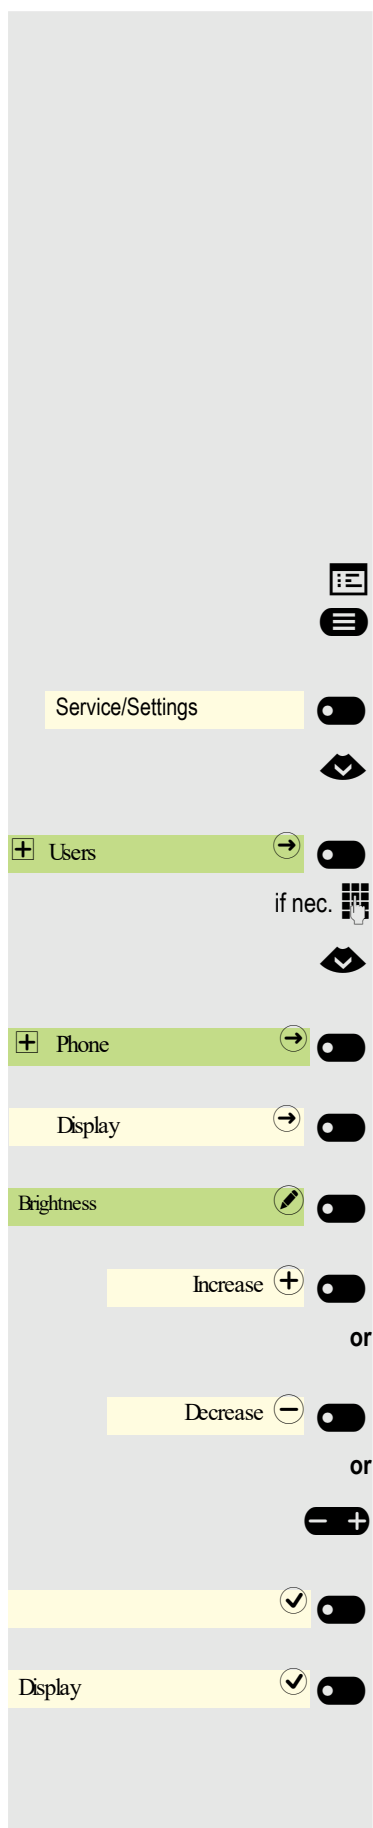 Service/Settings
Users
if nec.
Phone
Display
Brightness
Increase
or
Decrease
or
Display